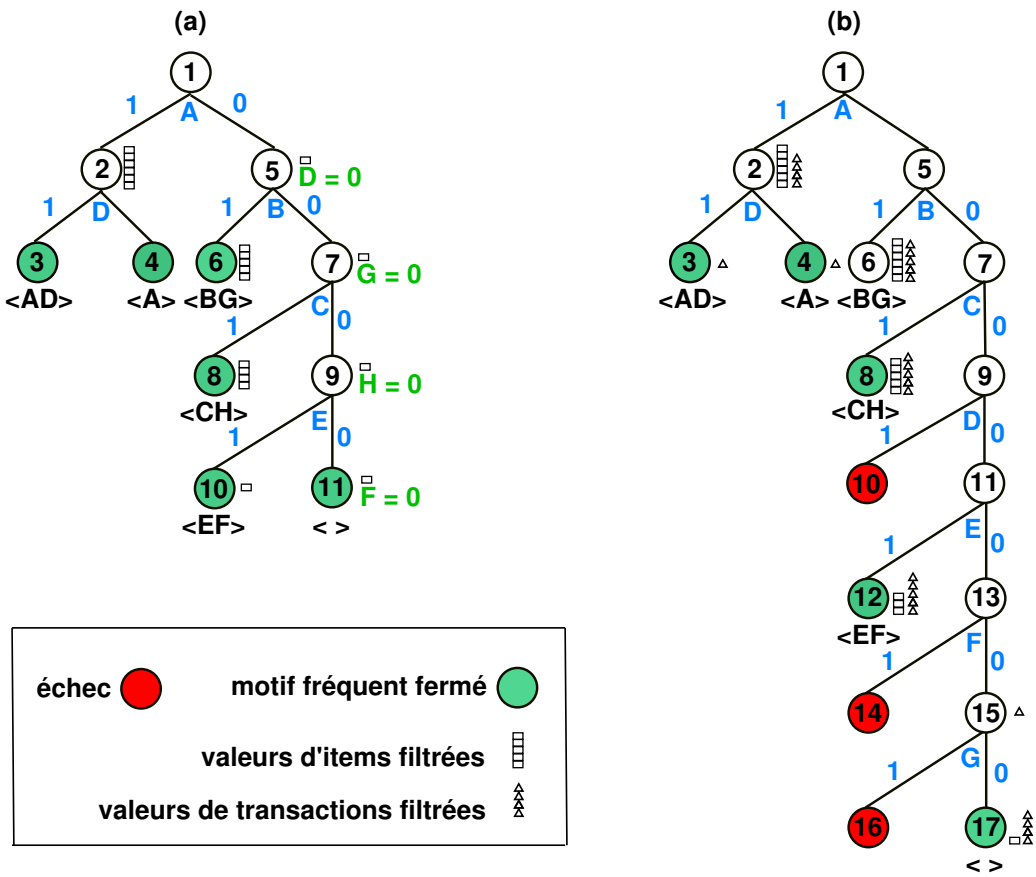 (a)
1
1 A 0
2 5 D = 0
1 D 1 B 0
3 4 6 7 G = 0
<AD> <A> <BG>
1 C 0
8 9 H = 0
<CH>
1 E 0
10 11 F = 0
<EF> < >
(b)
1
1 A
2 5
1 D 1 B 0
3 4 6 7
<AD> <A> <BG>
1 C 0
8 9
<CH>
1 D 0
10 11
1 E 0
12 13
<EF>
1 F 0
14 15
1 G 0
16 17
< >
échec motif fréquent fermé
valeurs d'items filtrées
valeurs de transactions filtrées